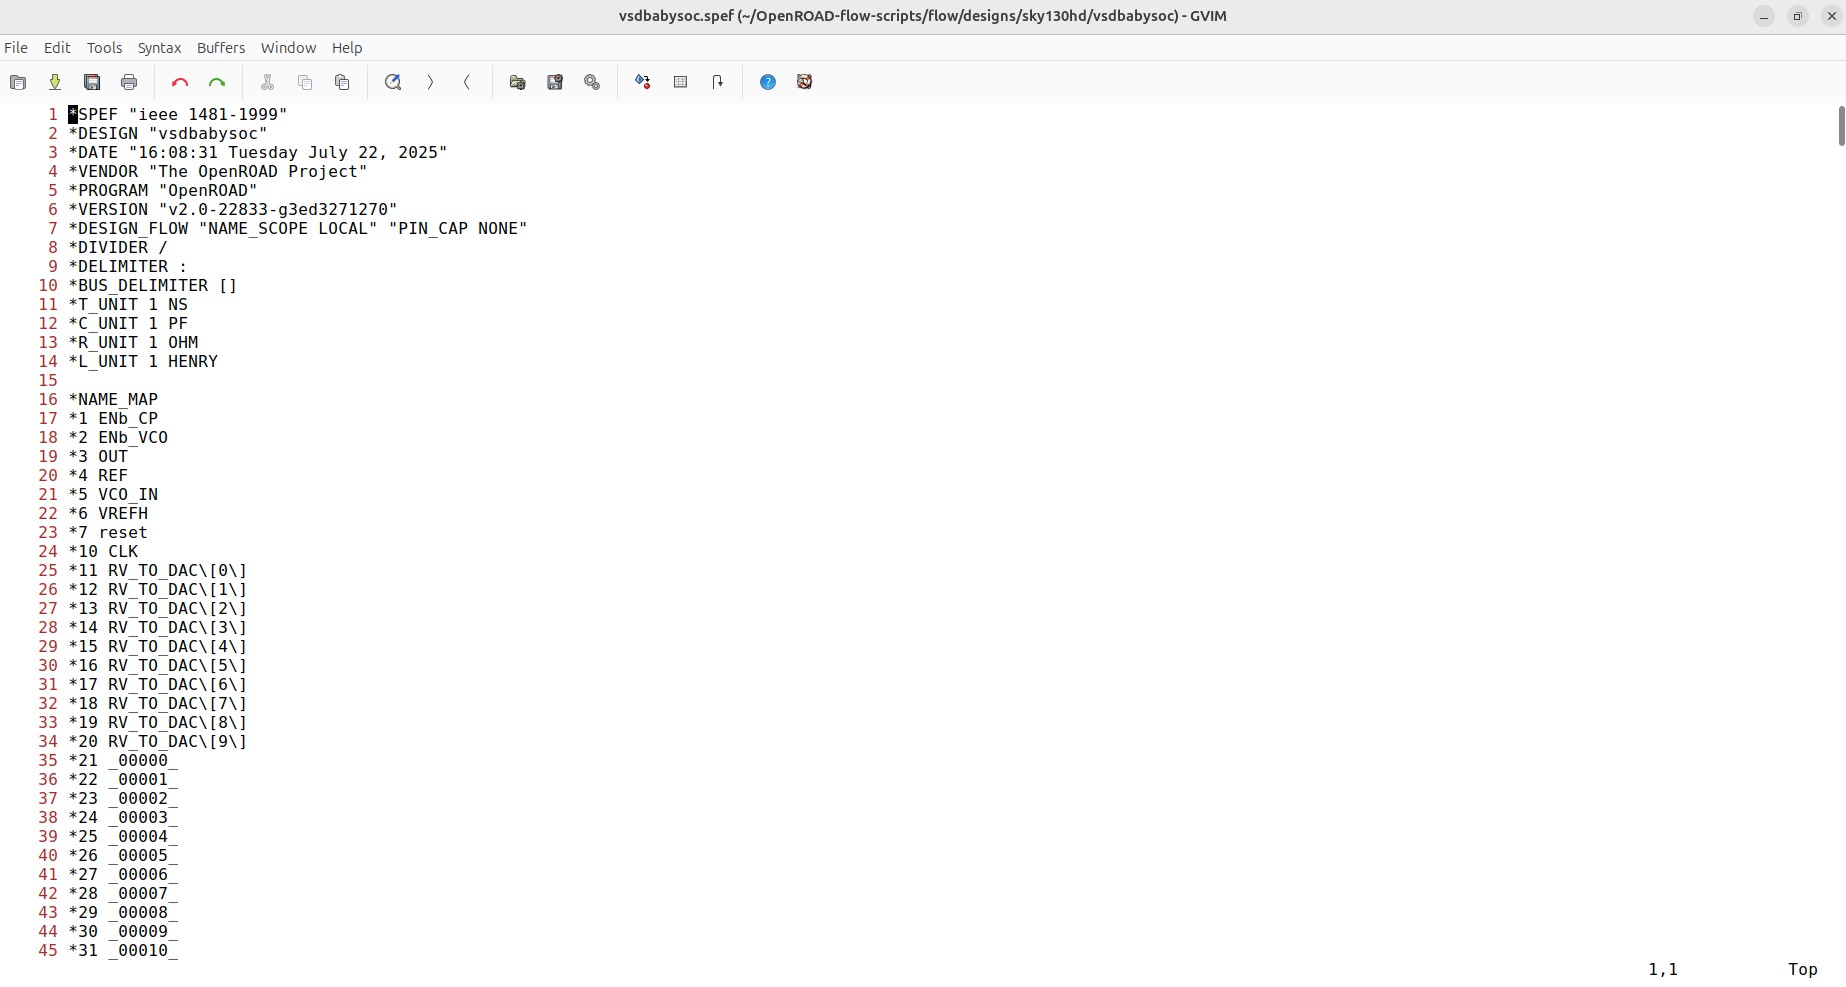 vsdbabysoc.spef (~/OpenROAD-flow-scripts/flow/designs/sky130hd/vsdbabysoc) - GVIM
File Edit Tools Syntax Buffers Window Help
1 *SPEF "ieee 1481-1999"
2 *DESIGN "vsdbabysoc"
3 *DATE "16:08:31 Tuesday July 22, 2025"
4 *VENDOR "The OpenROAD Project"
5 *PROGRAM "OpenROAD"
6 *VERSION "v2.0-22833-g3ed3271270"
7 *DESIGN_FLOW "NAME_SCOPE LOCAL" "PIN_CAP NONE"
8 *DIVIDER /
9 *DELIMITER :
10 *BUS_DELIMITER []
11 *T_UNIT 1 NS
12 *C_UNIT 1 PF
13 *R_UNIT 1 OHM
14 *L_UNIT 1 HENRY
15
16 *NAME_MAP
17 *1 ENb_CP
18 *2 ENb_VCO
19 *3 OUT
20 *4 REF
21 *5 VCO_IN
22 *6 VREFH
23 *7 reset
24 *10 CLK
25 *11 RV_TO_DAC\[0\]
26 *12 RV_TO_DAC\[1\]
27 *13 RV_TO_DAC\[2\]
28 *14 RV_TO_DAC\[3\]
29 *15 RV_TO_DAC\[4\]
30 *16 RV_TO_DAC\[5\]
31 *17 RV_TO_DAC\[6\]
32 *18 RV_TO_DAC\[7\]
33 *19 RV_TO_DAC\[8\]
34 *20 RV_TO_DAC\[9\]
35 *21 _00000_
36 *22 _00001_
37 *23 _00002_
38 *24 _00003_
39 *25 _00004_
40 *26 _00005_
41 *27 _00006_
42 *28 _00007_
43 *29 _00008_
44 *30 _00009_
45 *31 _00010_
1,1 Top